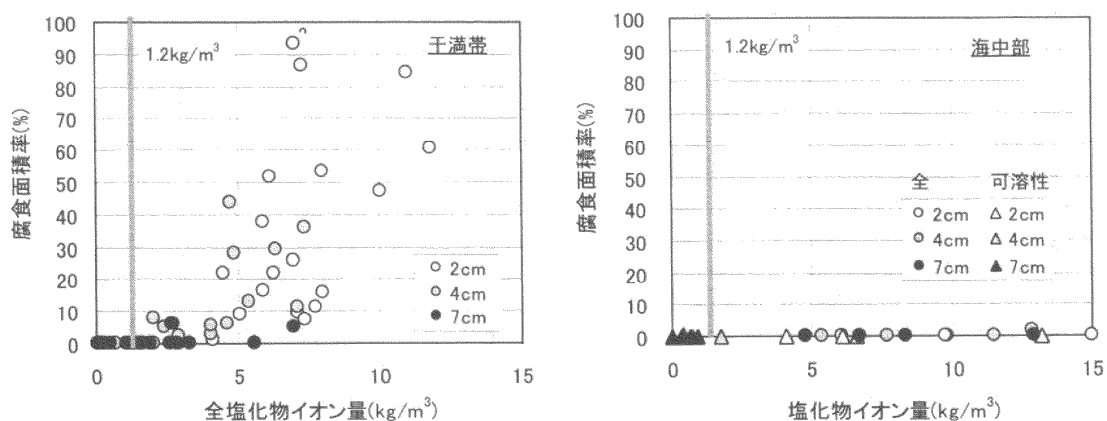 100
90
80
70
60
50
40
30
20
10
0
腐食面積率(%)
1.2kg/m³
干満帯
○ 2cm
○ 4cm
● 7cm
0 5 10 15
全塩化物イオン量(kg/m³)
100
90
80
70
60
50
40
30
20
10
0
腐食面積率(%)
1.2kg/m³
海中部
全 可溶性
○ 2cm △ 2cm
○ 4cm △ 4cm
● 7cm ▲ 7cm
0 5 10 15
塩化物イオン量(kg/m³)